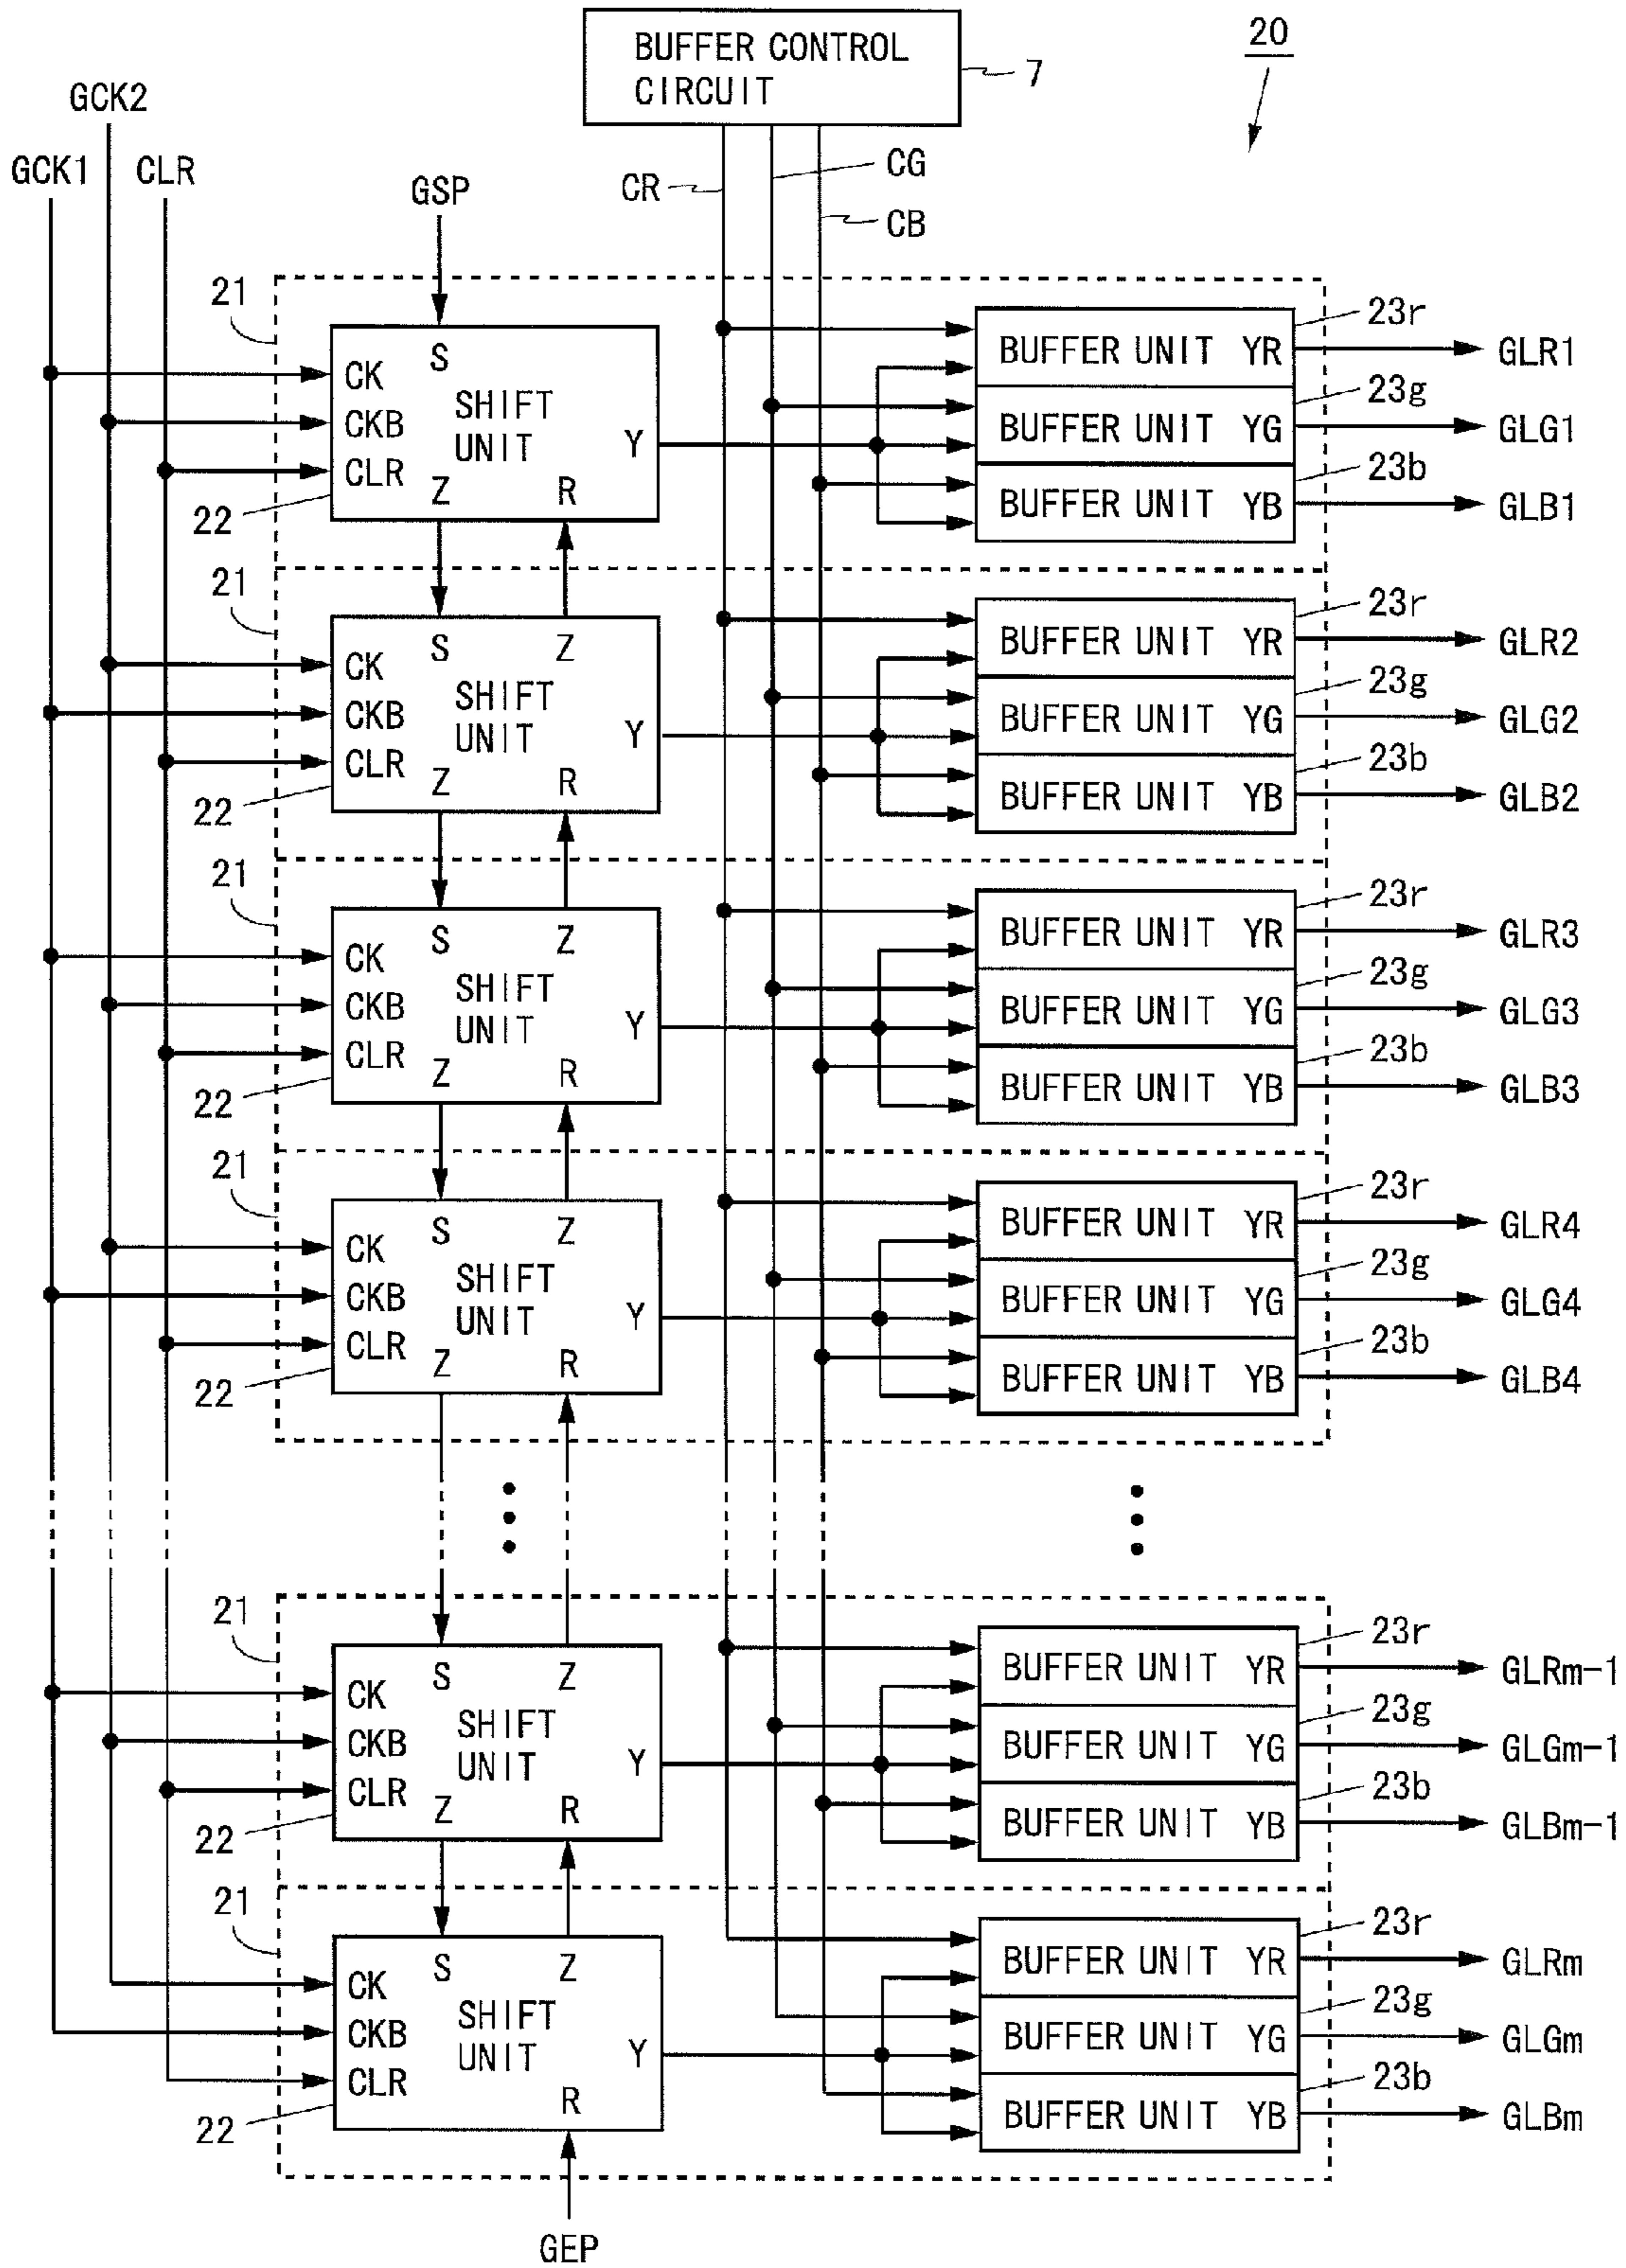 BUFFER CONTROL
CIRCUIT
7
20
GCK2
GCK1
CLR
GSP
CR
CG
CB
21
S
CK
CKB
CLR
SHIFT
UNIT
Y
Z
R
22
BUFFER UNIT YR
23r
GLR1
BUFFER UNIT YG
23g
GLG1
BUFFER UNIT YB
23b
GLB1
21
S
Z
CK
CKB
CLR
SHIFT
UNIT
Y
Z
R
22
BUFFER UNIT YR
23r
GLR2
BUFFER UNIT YG
23g
GLG2
BUFFER UNIT YB
23b
GLB2
21
S
Z
CK
CKB
CLR
SHIFT
UNIT
Y
Z
R
22
BUFFER UNIT YR
23r
GLR3
BUFFER UNIT YG
23g
GLG3
BUFFER UNIT YB
23b
GLB3
21
S
Z
CK
CKB
CLR
SHIFT
UNIT
Y
Z
R
22
BUFFER UNIT YR
23r
GLR4
BUFFER UNIT YG
23g
GLG4
BUFFER UNIT YB
23b
GLB4
21
S
Z
CK
CKB
CLR
SHIFT
UNIT
Y
Z
R
22
BUFFER UNIT YR
23r
GLRm-1
BUFFER UNIT YG
23g
GLGm-1
BUFFER UNIT YB
23b
GLBm-1
21
S
Z
CK
CKB
CLR
SHIFT
UNIT
Y
R
22
BUFFER UNIT YR
23r
GLRm
BUFFER UNIT YG
23g
GLGm
BUFFER UNIT YB
23b
GLBm
GEP